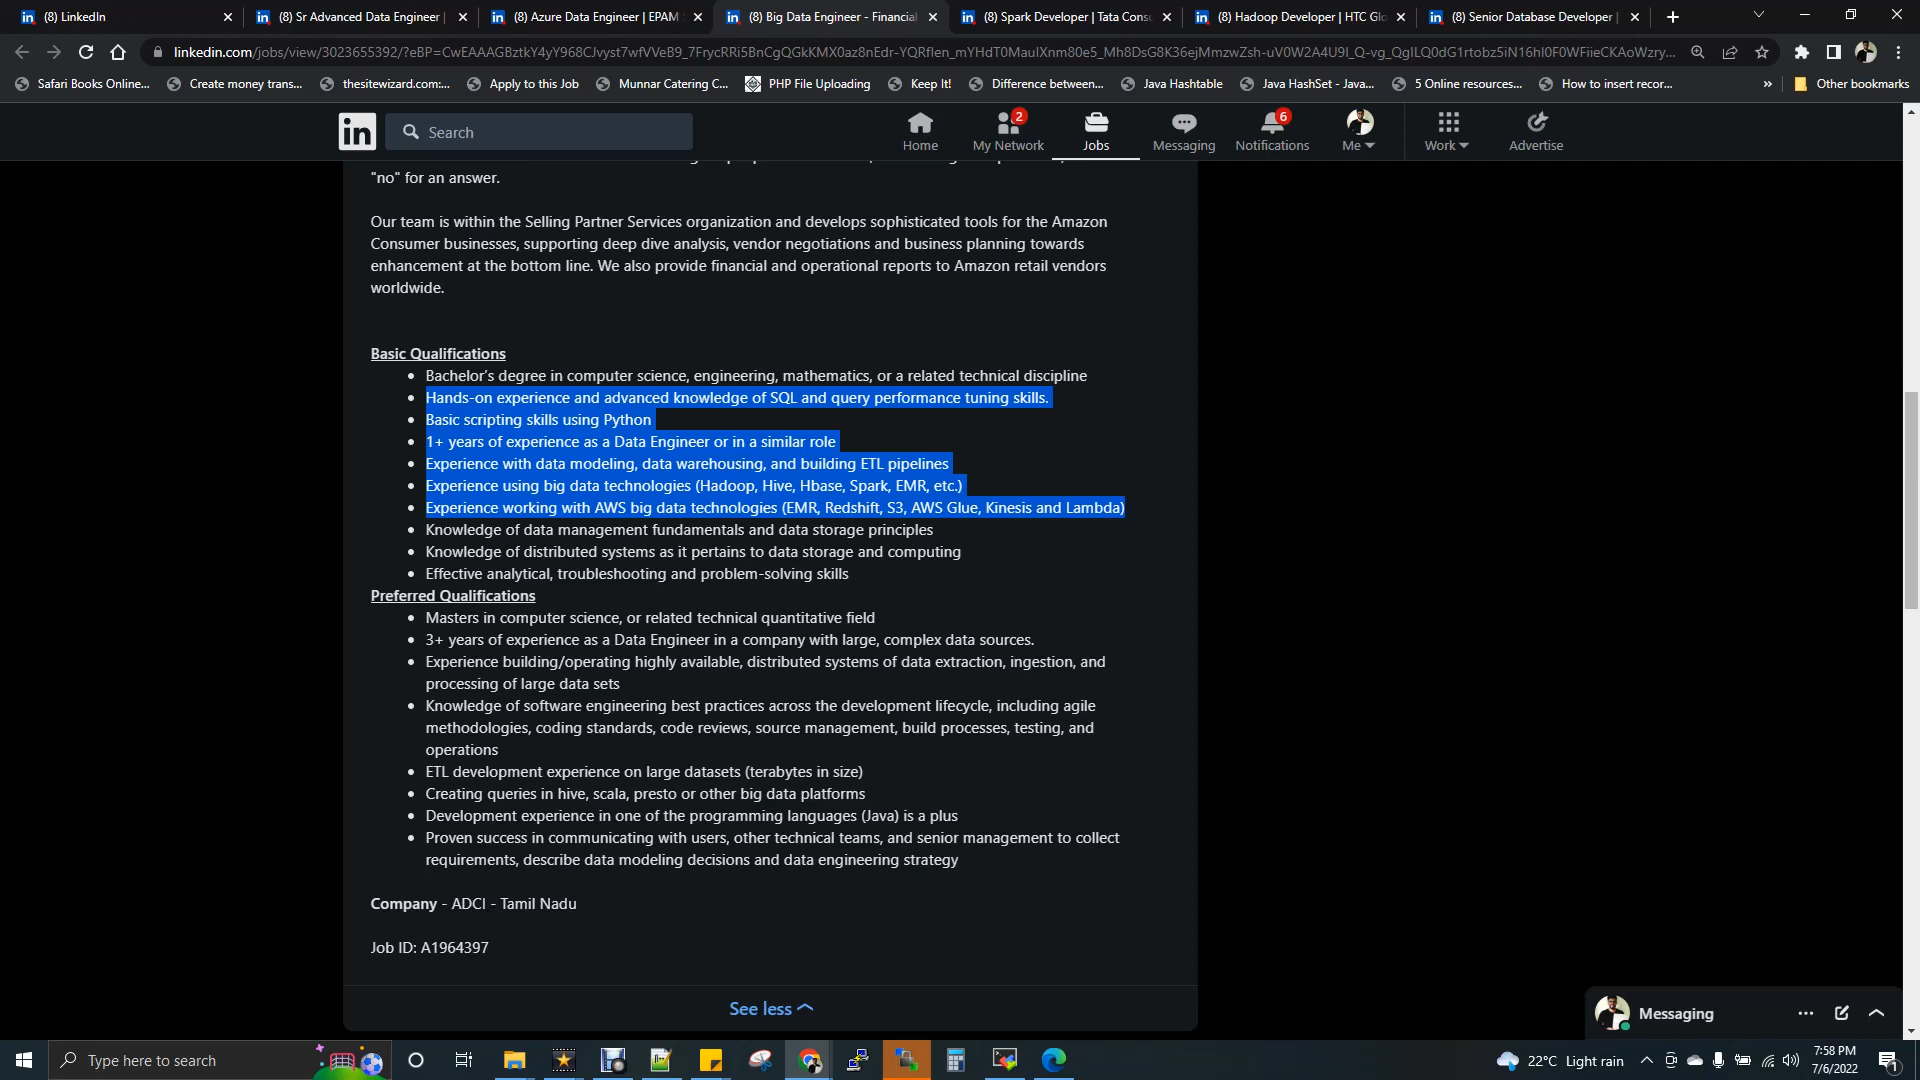 (8) LinkedIn
(8) Sr Advanced Data Engineer |
(8) Azure Data Engineer | EPAM
(8) Big Data Engineer - Financial
(8) Spark Developer | Tata Consu
(8) Hadoop Developer | HTC Glo
(8) Senior Database Developer |
Safari Books Online...
Create money trans...
thesitewizard.com:...
Apply to this Job
Munnar Catering C...
PHP File Uploading
Keep It!
Difference between...
Java Hashtable
Java HashSet - Java...
5 Online resources...
How to insert recor...
»
Other bookmarks
in
Search
Home
2
My Network
Jobs
Messaging
6
Notifications
Me
Work
Advertise
"no" for an answer.
Our team is within the Selling Partner Services organization and develops sophisticated tools for the Amazon
Consumer businesses, supporting deep dive analysis, vendor negotiations and business planning towards
enhancement at the bottom line. We also provide financial and operational reports to Amazon retail vendors
worldwide.
Basic Qualifications
• Bachelor's degree in computer science, engineering, mathematics, or a related technical discipline
• Hands-on experience and advanced knowledge of SQL and query performance tuning skills.
• Basic scripting skills using Python
• 1+ years of experience as a Data Engineer or in a similar role
• Experience with data modeling, data warehousing, and building ETL pipelines
• Experience using big data technologies (Hadoop, Hive, Hbase, Spark, EMR, etc.)
• Experience working with AWS big data technologies (EMR, Redshift, S3, AWS Glue, Kinesis and Lambda)
• Knowledge of data management fundamentals and data storage principles
• Knowledge of distributed systems as it pertains to data storage and computing
• Effective analytical, troubleshooting and problem-solving skills
Preferred Qualifications
• Masters in computer science, or related technical quantitative field
• 3+ years of experience as a Data Engineer in a company with large, complex data sources.
• Experience building/operating highly available, distributed systems of data extraction, ingestion, and
processing of large data sets
• Knowledge of software engineering best practices across the development lifecycle, including agile
methodologies, coding standards, code reviews, source management, build processes, testing, and
operations
• ETL development experience on large datasets (terabytes in size)
• Creating queries in hive, scala, presto or other big data platforms
• Development experience in one of the programming languages (Java) is a plus
• Proven success in communicating with users, other technical teams, and senior management to collect
requirements, describe data modeling decisions and data engineering strategy
Company - ADCI - Tamil Nadu
Job ID: A1964397
See less
Messaging
Type here to search
22°C Light rain
7:58 PM
7/6/2022
1